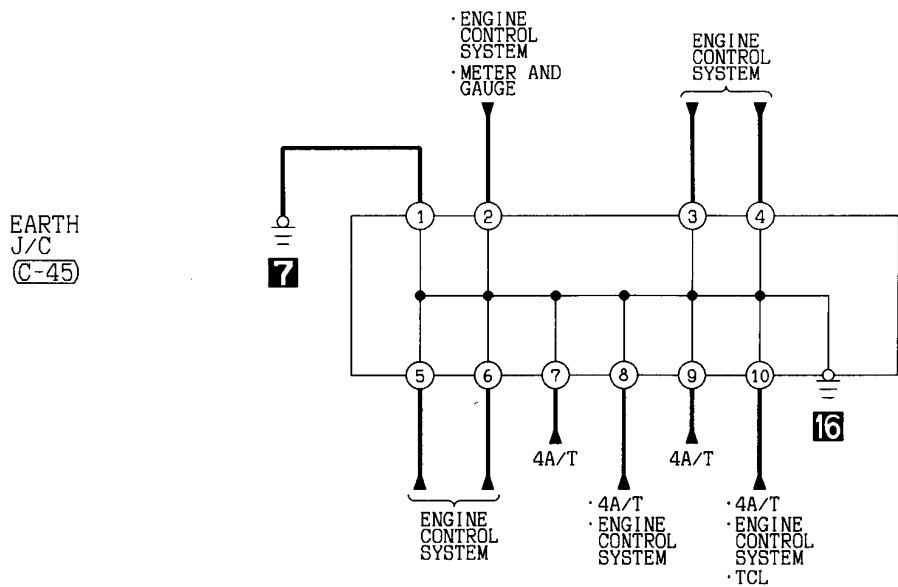 · ENGINE
CONTROL
SYSTEM
· METER AND
GAUGE
ENGINE
CONTROL
SYSTEM
EARTH
J/C
(C-45)
7
1 2 3 4
5 6 7 8 9 10
16
4A/T
4A/T
ENGINE
CONTROL
SYSTEM
· 4A/T
· ENGINE
CONTROL
SYSTEM
· 4A/T
· ENGINE
CONTROL
SYSTEM
· TCL